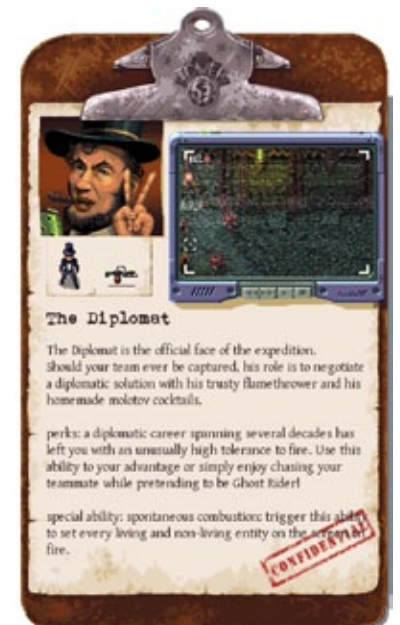 The Diplomat
The Diplomat is the official face of the expedition.
Should your team ever be captured, his role is to negotiate
a diplomatic solution with his trusty flamethrower and his
homemade molotov cocktails.
perks: a diplomatic career spanning several decades has
left you with an unusually high tolerance to fire. Use this
ability to your advantage or simply enjoy chasing your
teammate while pretending to be Ghost Rider!
special ability: spontaneous combustion: trigger this ability
to set every living and non-living entity on the screen on
fire.
CONFIDENTIAL